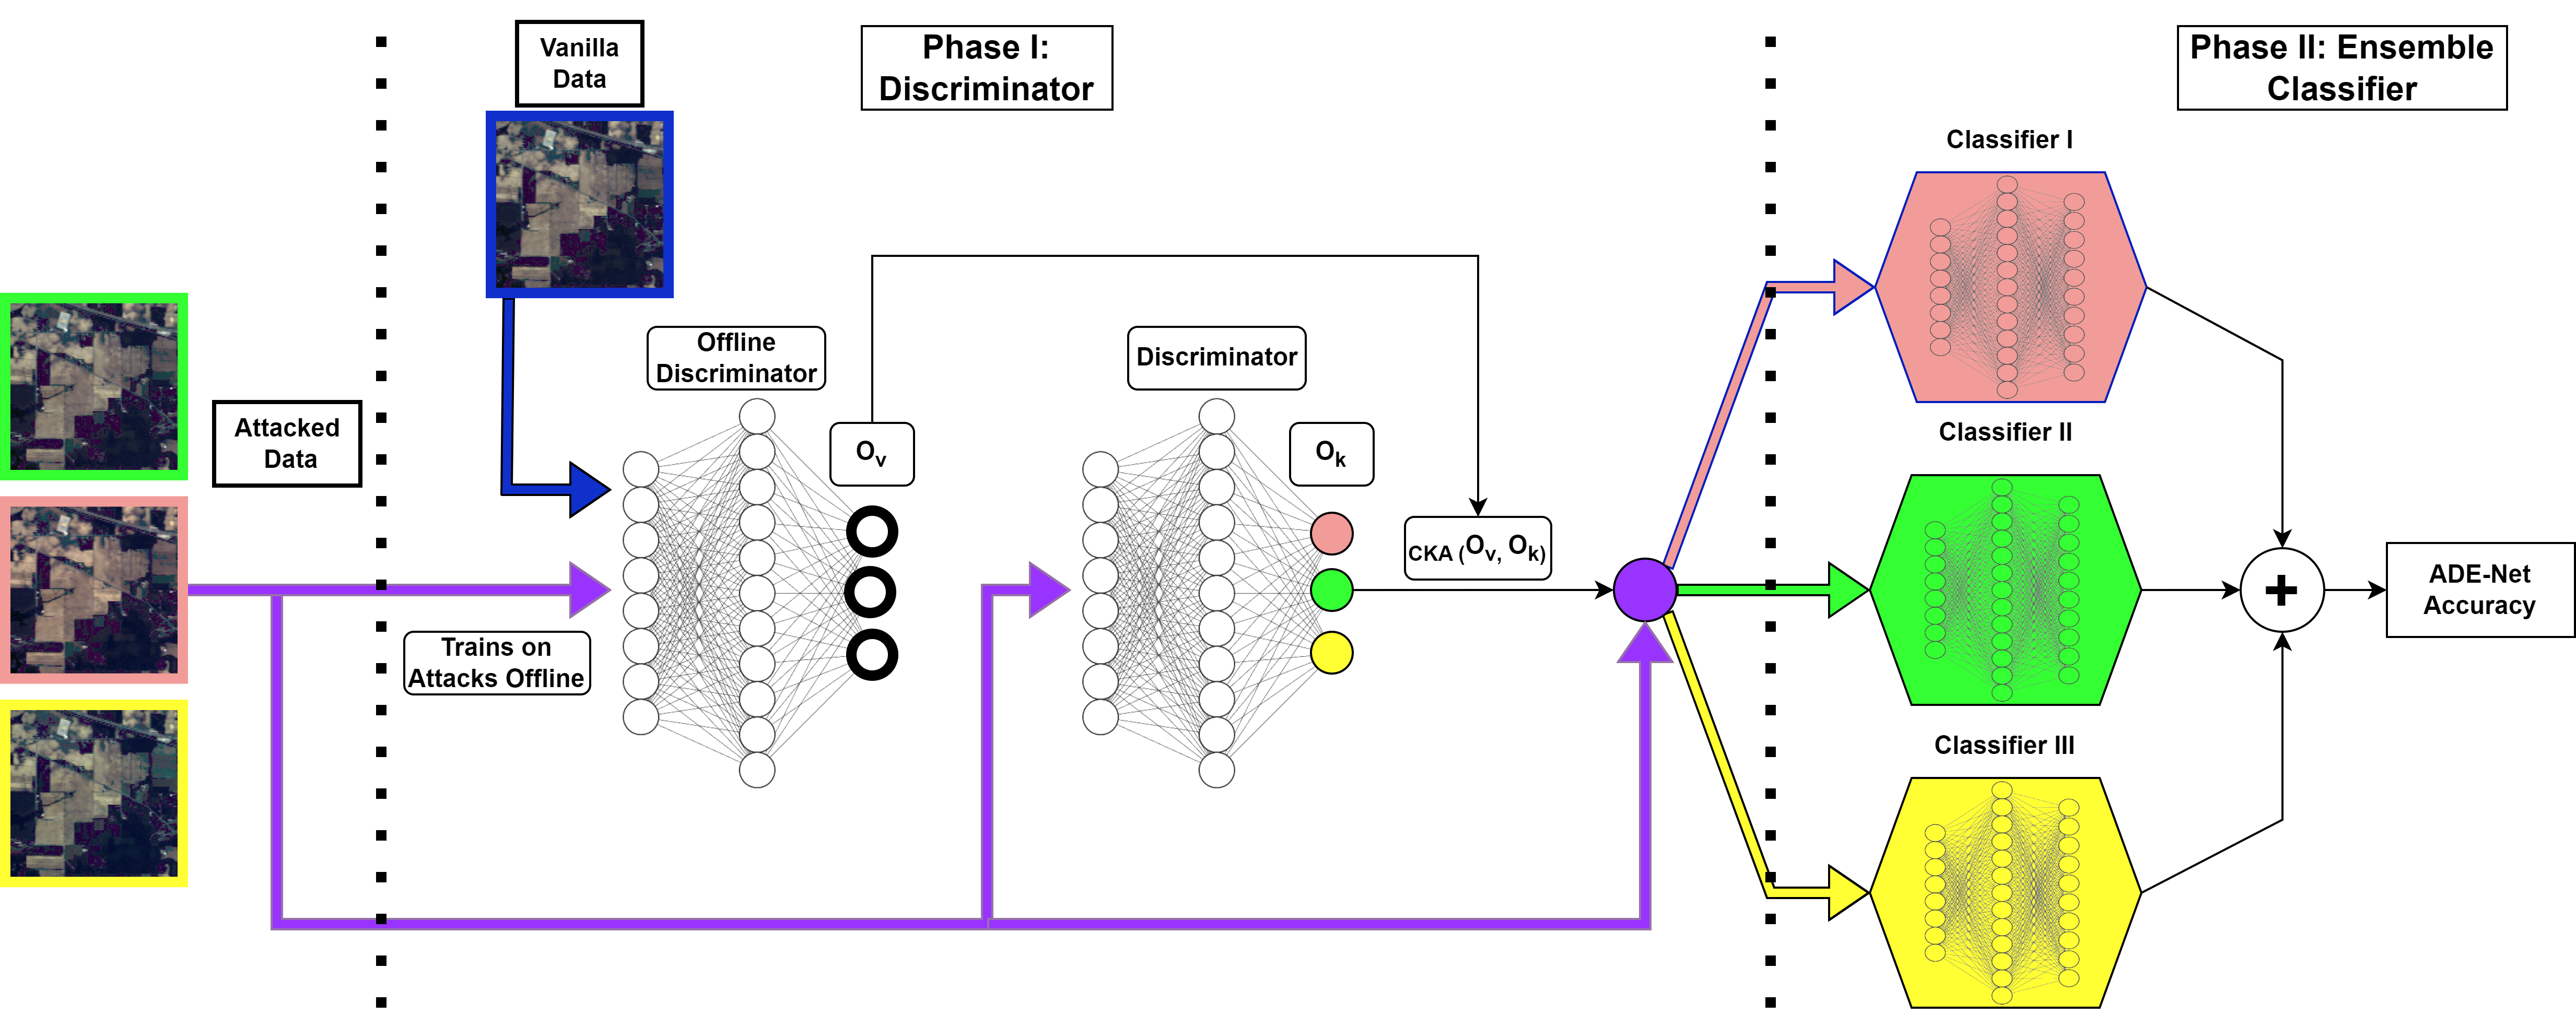 Vanilla
Data
Phase I:
Discriminator
Phase II: Ensemble
Classifier
Attacked
Data
Offline
Discriminator
O_v
Trains on
Attacks Offline
Discriminator
O_k
CKA (O_v, O_k)
Classifier I
Classifier II
Classifier III
+
ADE-Net
Accuracy